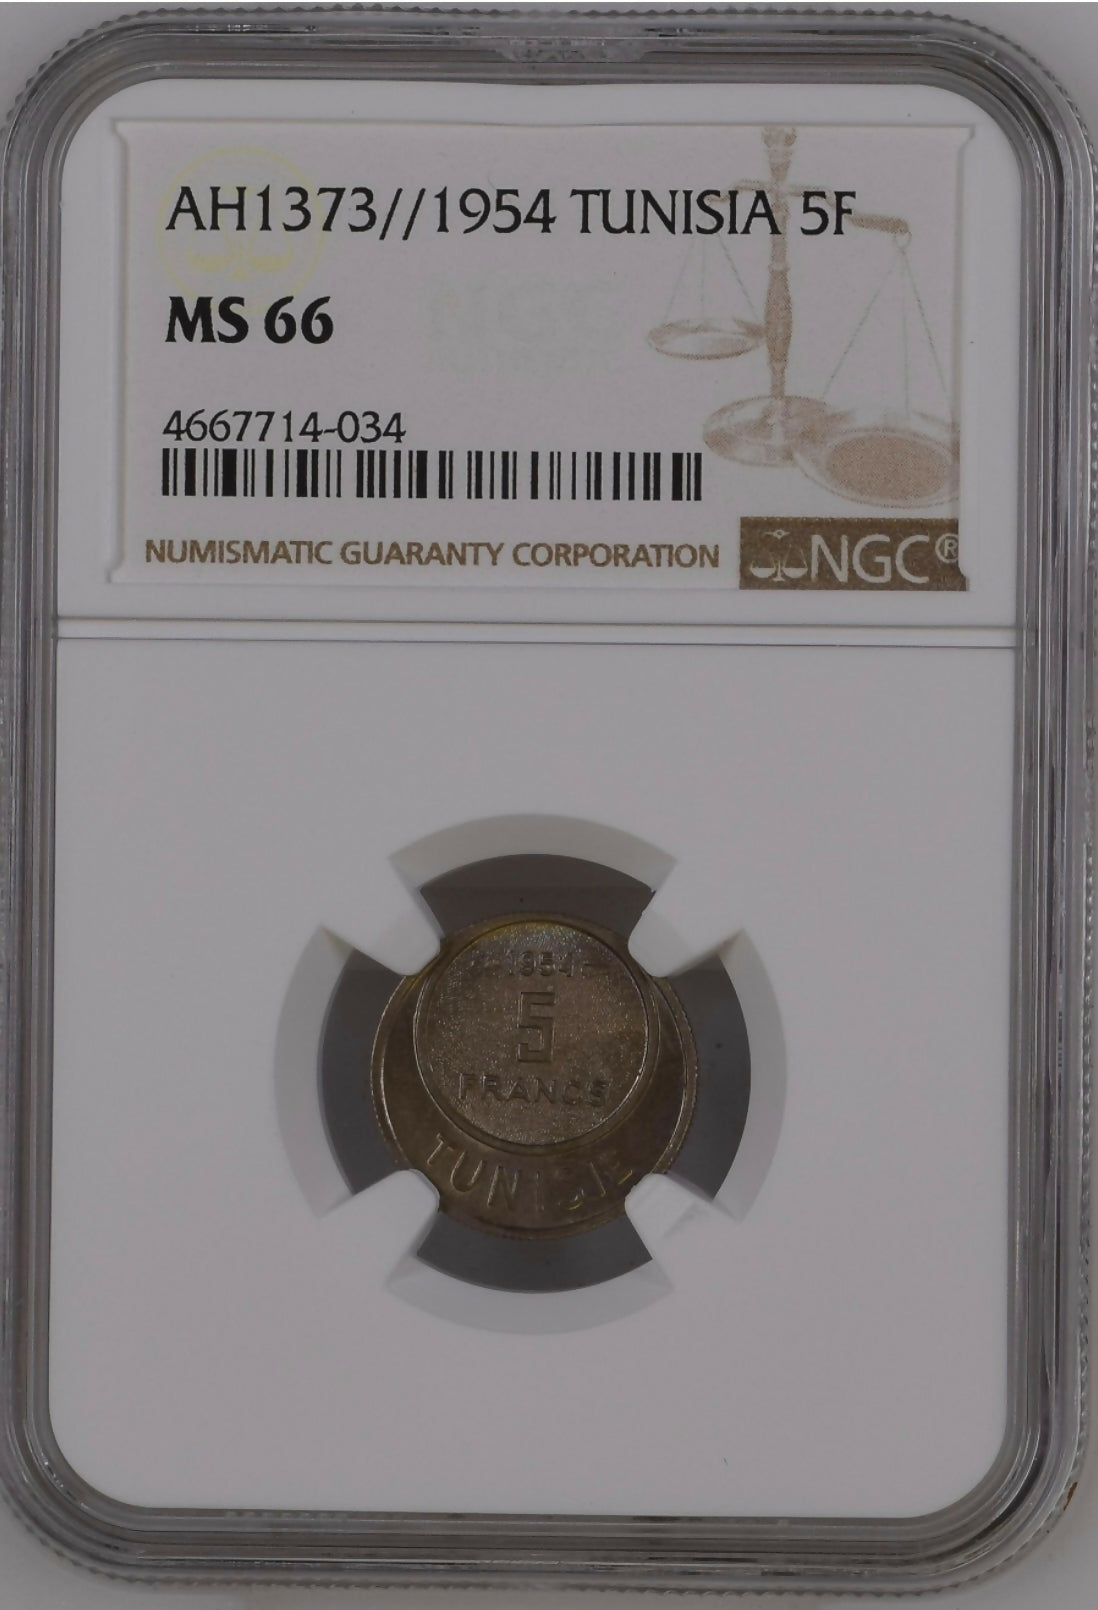 AH1373//1954 TUNISIA 5F
MS 66
4667714-034
NUMISMATIC GUARANTY CORPORATION
NGC®
1954
5
FRANCS
TUNISIE